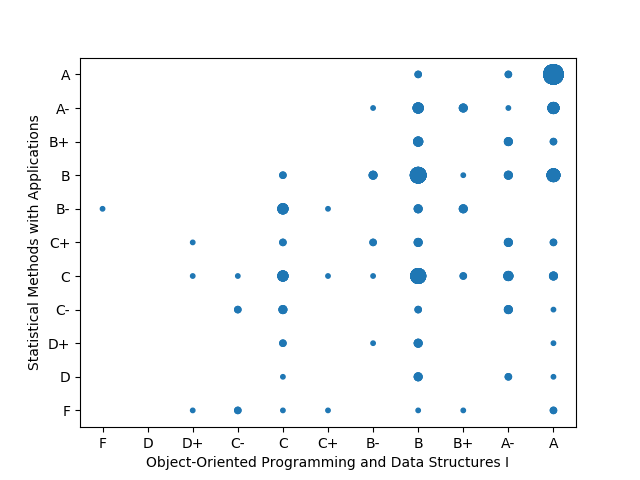 Statistical Methods with Applications
A
A-
B+
B
B-
C+
C
C-
D+
D
F
F D D+ C- C C+ B- B B+ A- A
Object-Oriented Programming and Data Structures I